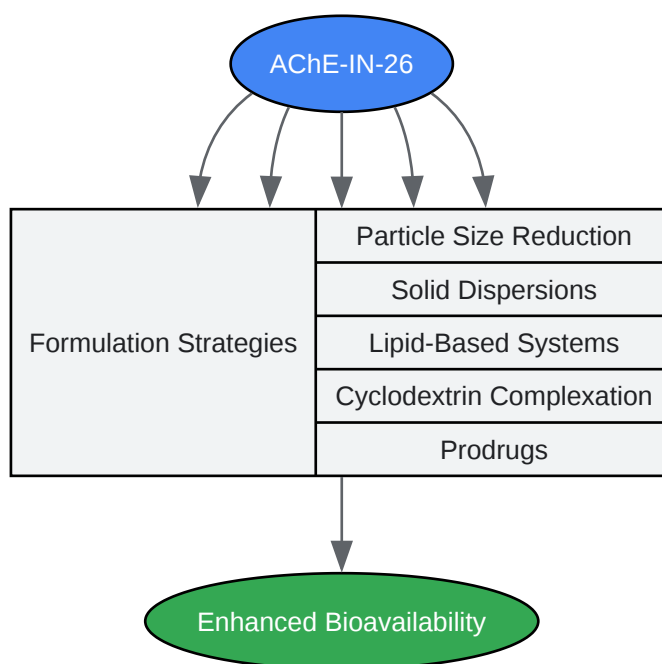 AChE-IN-26
Formulation Strategies
Particle Size Reduction
Solid Dispersions
Lipid-Based Systems
Cyclodextrin Complexation
Prodrugs
Enhanced Bioavailability